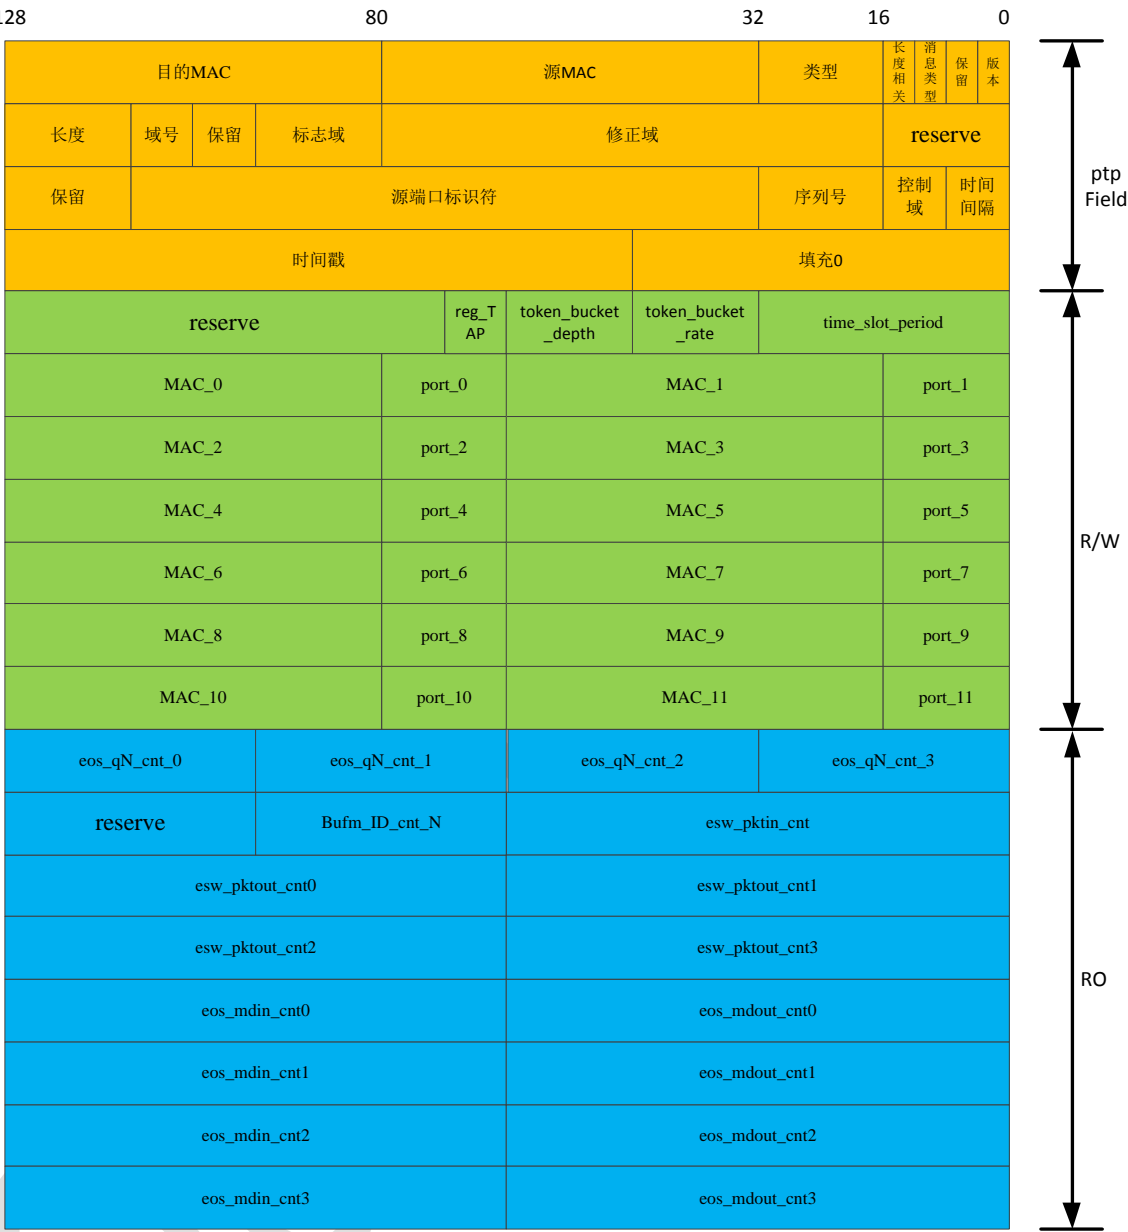 128 80 32 16 0
目的MAC 源MAC 类型 长度相关 消息类型 保留 版本
长度 域号 保留 标志域 修正域 reserve
保留 源端口标识符 序列号 控制域 时间间隔
时间戳 填充0
ptp
Field
reserve reg_TAP token_bucket_depth token_bucket_rate time_slot_period
MAC_0 port_0 MAC_1 port_1
MAC_2 port_2 MAC_3 port_3
MAC_4 port_4 MAC_5 port_5
MAC_6 port_6 MAC_7 port_7
MAC_8 port_8 MAC_9 port_9
MAC_10 port_10 MAC_11 port_11
R/W
eos_qN_cnt_0 eos_qN_cnt_1 eos_qN_cnt_2 eos_qN_cnt_3
reserve Bufm_ID_cnt_N esw_pktin_cnt
esw_pktout_cnt0 esw_pktout_cnt1
esw_pktout_cnt2 esw_pktout_cnt3
eos_mdin_cnt0 eos_mdout_cnt0
eos_mdin_cnt1 eos_mdout_cnt1
eos_mdin_cnt2 eos_mdout_cnt2
eos_mdin_cnt3 eos_mdout_cnt3
RO